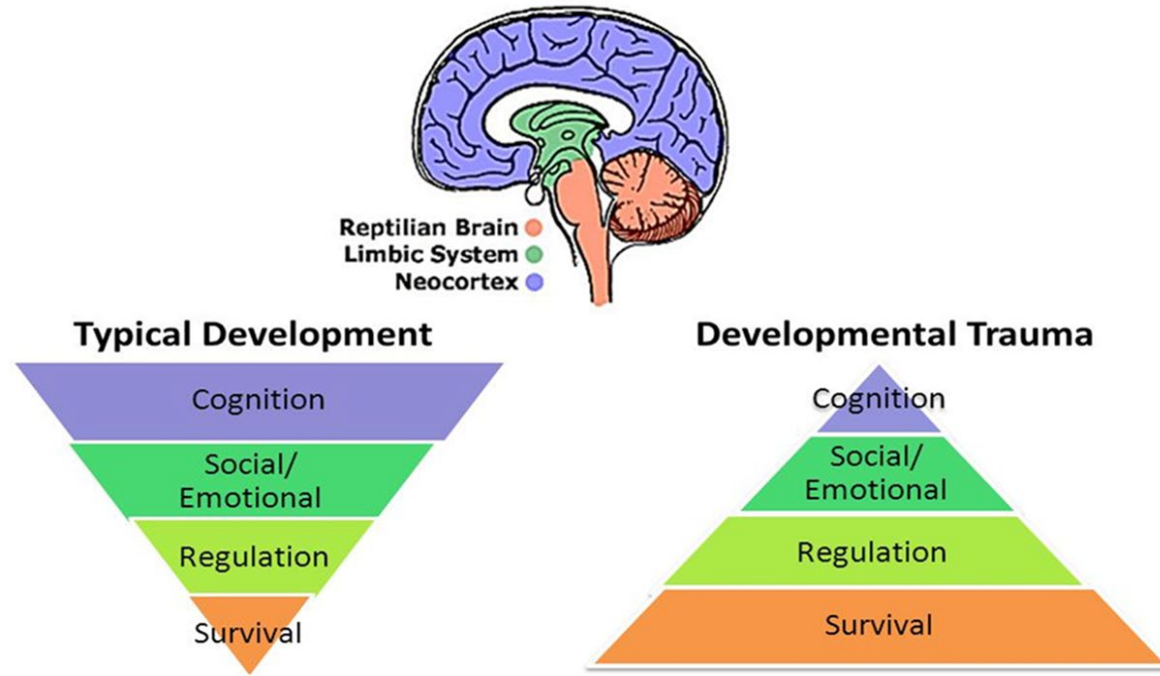 Reptilian Brain
Limbic System
Neocortex
Typical Development
Cognition
Social/
Emotional
Regulation
Survival
Developmental Trauma
Cognition
Social/
Emotional
Regulation
Survival